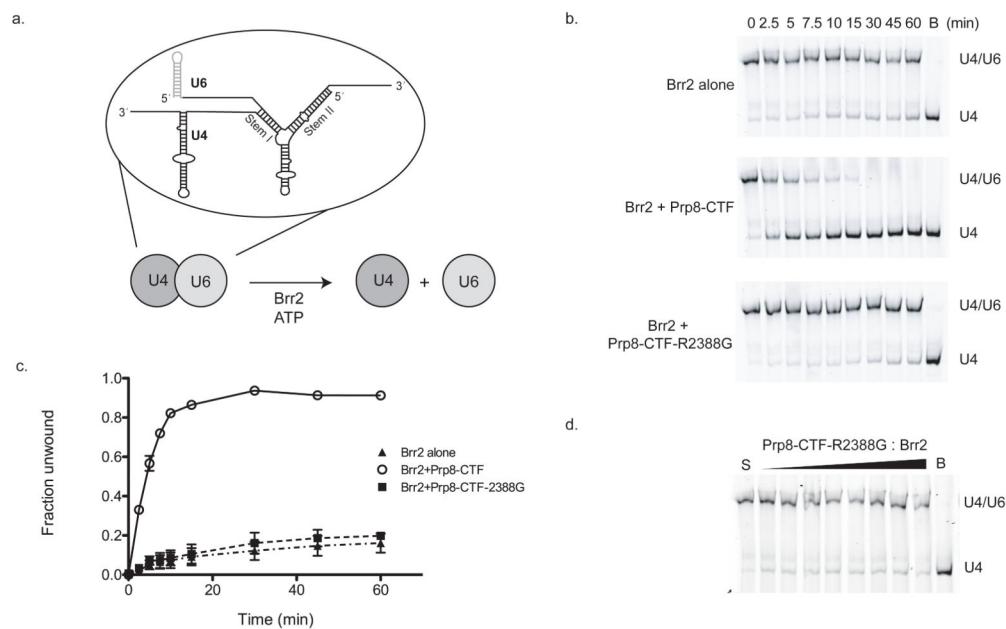 a.
U6
5´
3´
3´
5´
U4
Stem I
Stem II
U4
U6
Brr2
ATP
U4
+
U6
b.
0 2.5 5 7.5 10 15 30 45 60 B (min)
Brr2 alone
U4/U6
U4
Brr2 + Prp8-CTF
U4/U6
U4
Brr2 +
Prp8-CTF-R2388G
U4/U6
U4
c.
Fraction unwound
1.0
0.8
0.6
0.4
0.2
0.0
0
20
40
60
Time (min)
Brr2 alone
Brr2+Prp8-CTF
Brr2+Prp8-CTF-2388G
d.
Prp8-CTF-R2388G : Brr2
S
B
U4/U6
U4